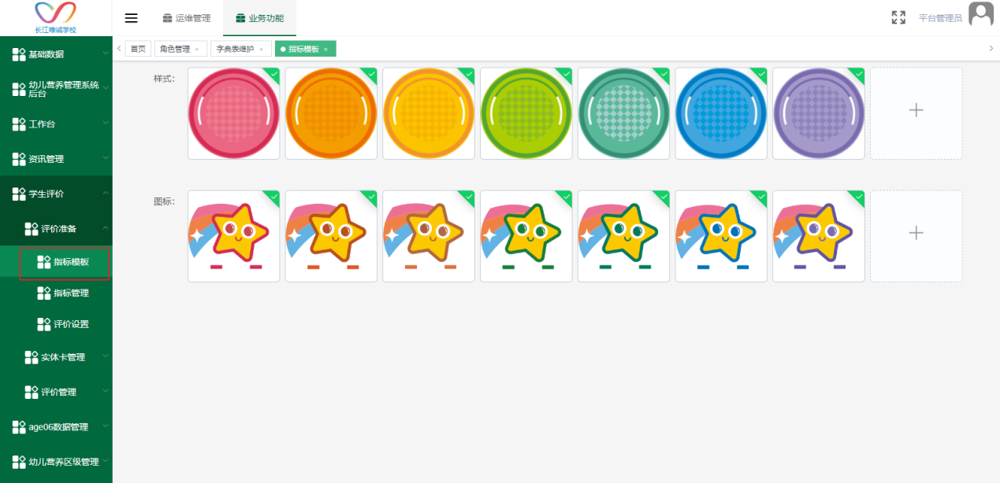 长江唯诚学校
运维管理
业务功能
平台管理员
首页
角色管理 ×
字典表维护 ×
指标模板 ×
基础数据
幼儿营养管理系统
后台
工作台
资讯管理
学生评价
评价准备
指标模板
指标管理
评价设置
实体卡管理
评价管理
age06数据管理
幼儿营养区级管理
样式：
图标：